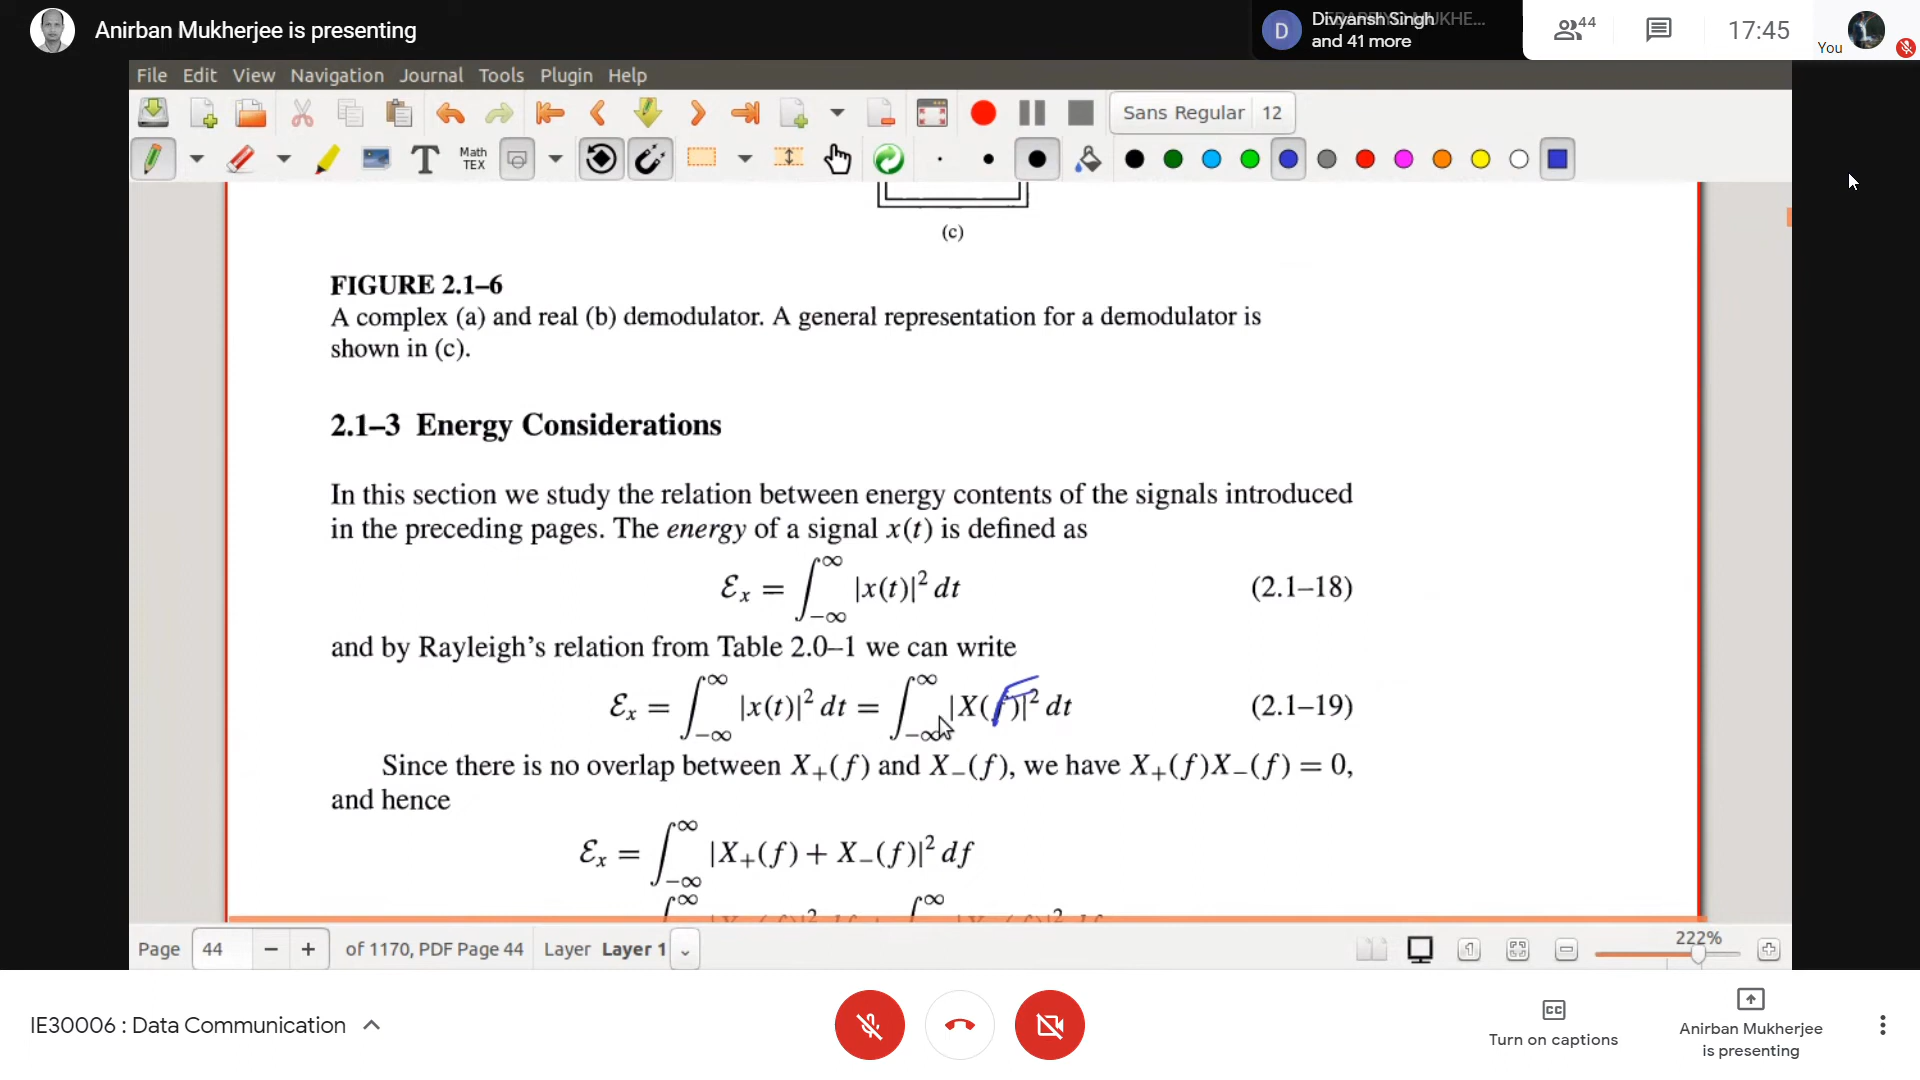 Anirban Mukherjee is presenting
Divyansh Singh
and 41 more
44
17:45
You
D
File Edit View Navigation Journal Tools Plugin Help
Sans Regular 12
Math
TEX
(c)
FIGURE 2.1–6
A complex (a) and real (b) demodulator. A general representation for a demodulator is
shown in (c).
2.1–3 Energy Considerations
In this section we study the relation between energy contents of the signals introduced
in the preceding pages. The energy of a signal x(t) is defined as
ℰx = ∫_{−∞}^{∞} |x(t)|² dt (2.1–18)
and by Rayleigh's relation from Table 2.0–1 we can write
ℰx = ∫_{−∞}^{∞} |x(t)|² dt = ∫_{−∞}^{∞} |X(f)|² dt (2.1–19)
Since there is no overlap between X₊(f) and X₋(f), we have X₊(f)X₋(f) = 0,
and hence
ℰx = ∫_{−∞}^{∞} |X₊(f) + X₋(f)|² df
Page 44 − + of 1170, PDF Page 44 Layer Layer 1
222%
IE30006 : Data Communication
Turn on captions
Anirban Mukherjee
is presenting